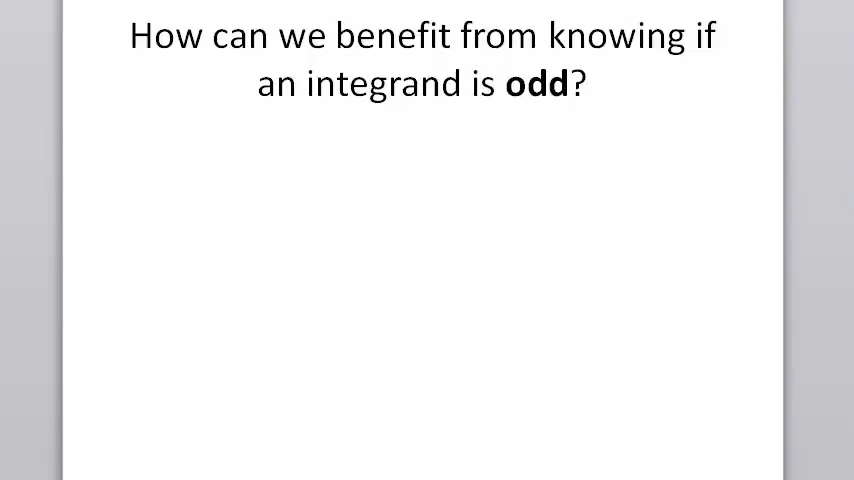 How can we benefit from knowing if
an integrand is odd?